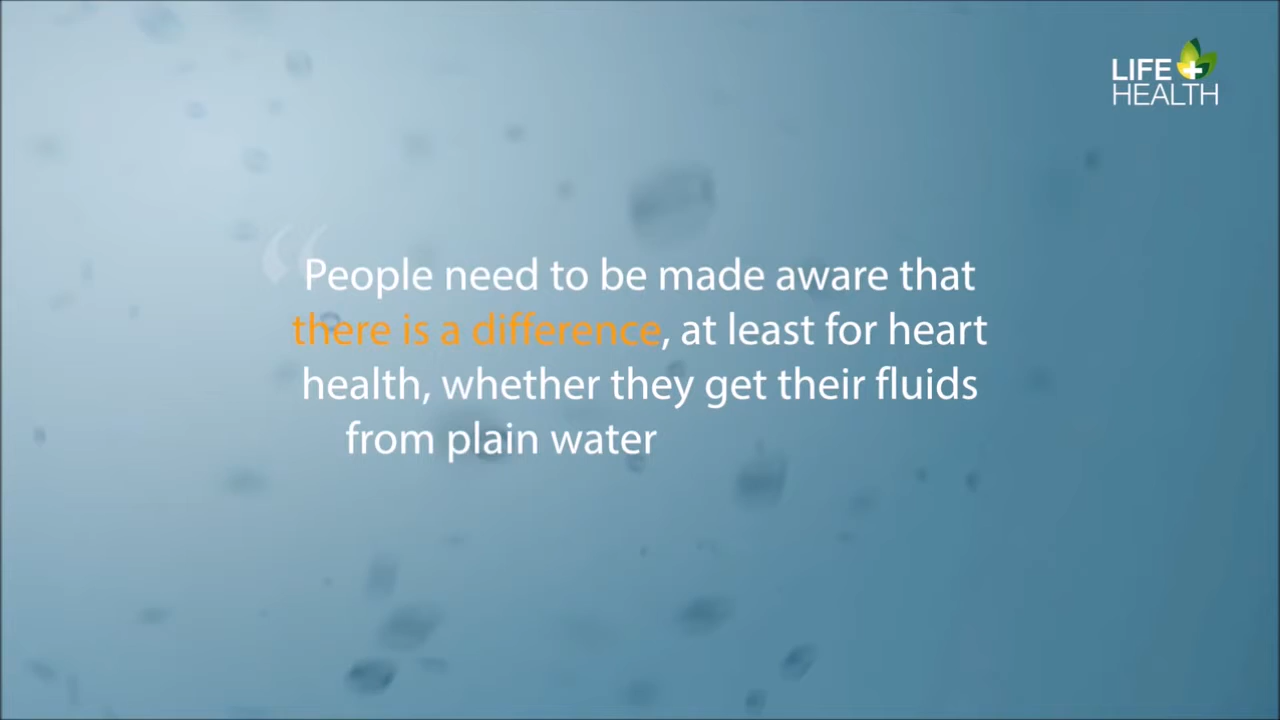 LIFE
HEALTH
“People need to be made aware that
there is a difference, at least for heart
health, whether they get their fluids
from plain water